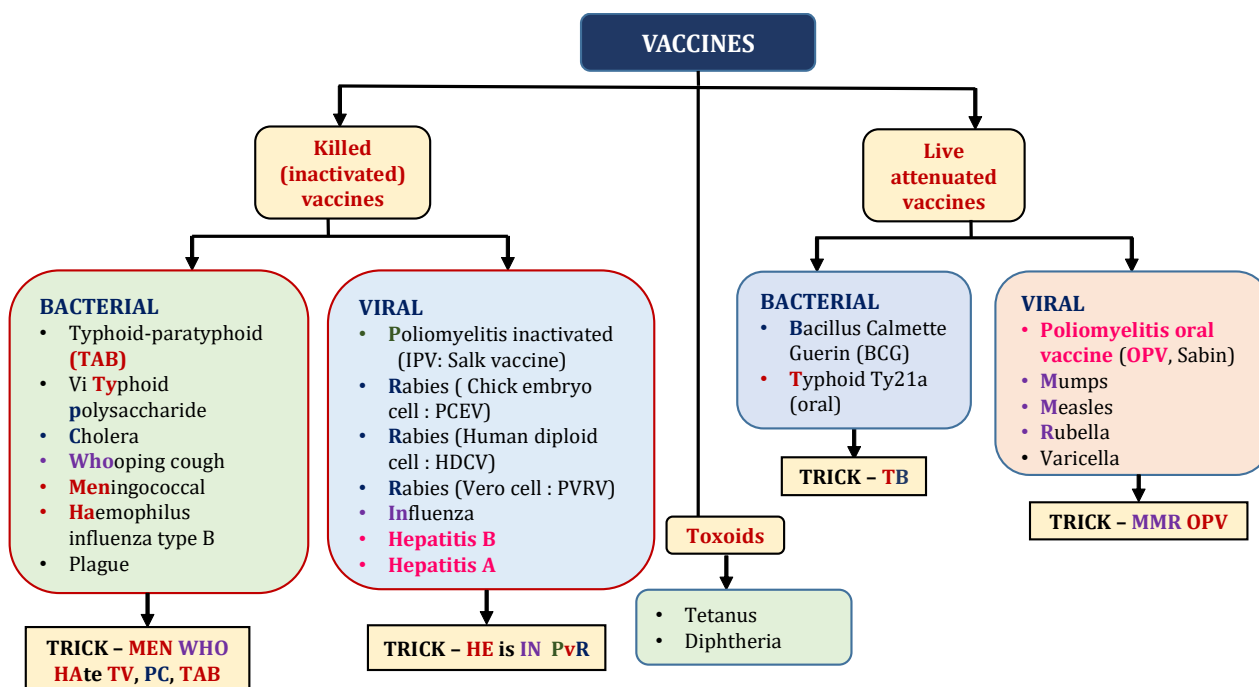 VACCINES
Killed
(inactivated)
vaccines
Live
attenuated
vaccines
BACTERIAL
• Typhoid-paratyphoid
(TAB)
• Vi Typhoid
polysaccharide
• Cholera
• Whooping cough
• Meningococcal
• Haemophilus
influenza type B
• Plague
TRICK – MEN WHO
HAte TV, PC, TAB
VIRAL
• Poliomyelitis inactivated
(IPV: Salk vaccine)
• Rabies ( Chick embryo
cell : PCEV)
• Rabies (Human diploid
cell : HDCV)
• Rabies (Vero cell : PVRV)
• Influenza
• Hepatitis B
• Hepatitis A
TRICK – HE is IN PvR
Toxoids
• Tetanus
• Diphtheria
BACTERIAL
• Bacillus Calmette
Guerin (BCG)
• Typhoid Ty21a
(oral)
TRICK – TB
VIRAL
• Poliomyelitis oral
vaccine (OPV, Sabin)
• Mumps
• Measles
• Rubella
• Varicella
TRICK – MMR OPV